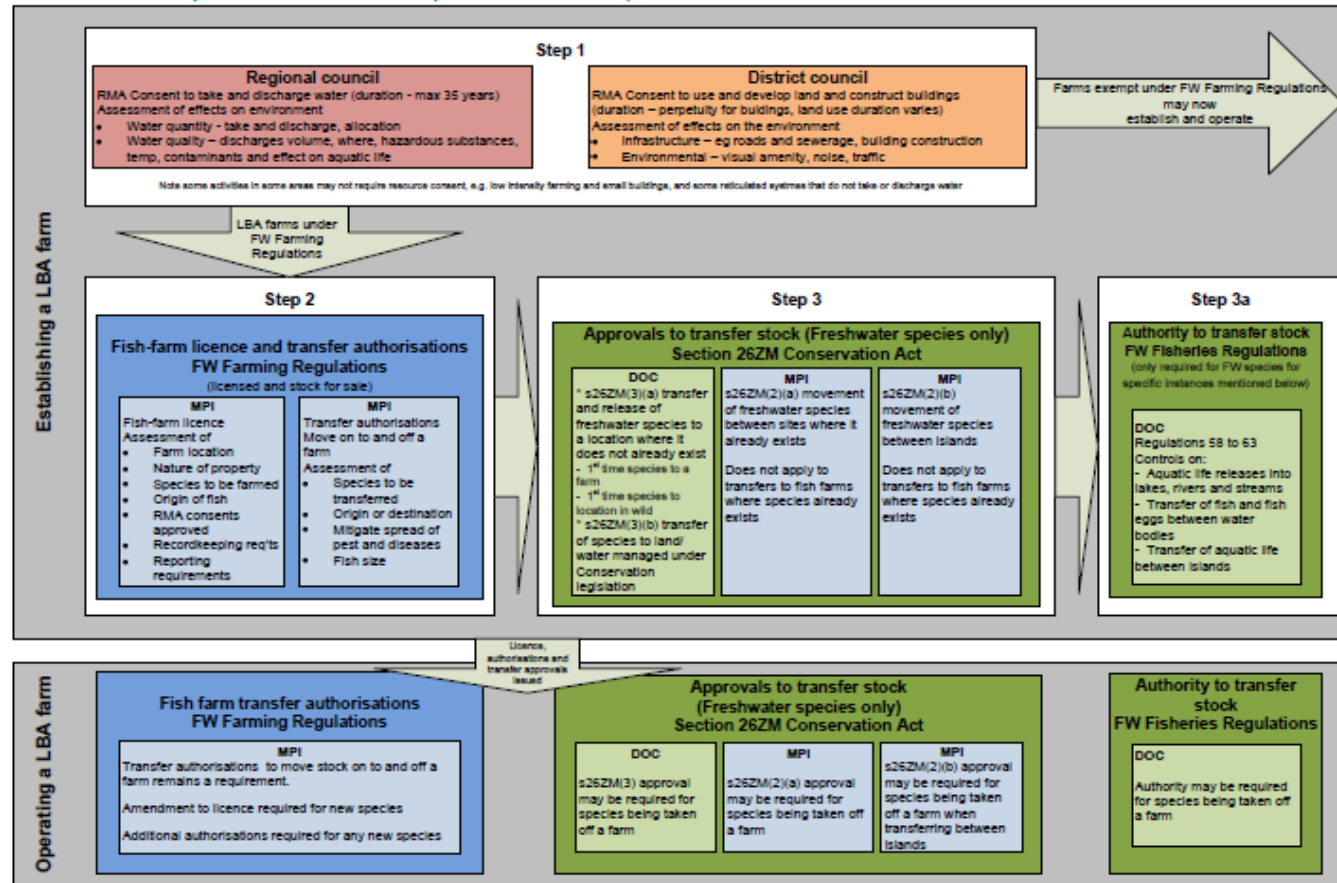 Step 1
Regional council
RMA Consent to take and discharge water (duration - max 35 years)
Assessment of effects on environment
• Water quantity - take and discharge, allocation
• Water quality – discharges volume, where, hazardous substances,
temp, contaminants and effect on aquatic life
District council
RMA Consent to use and develop land and construct buildings
(duration – perpetuity for buidings, land use duration varies)
Assessment of effects on the environment
• Infrastructure – eg roads and sewerage, building construction
• Environmental – visual amenity, noise, traffic
Note some activities in some areas may not require resource consent, e.g. low intensity farming and small buildings, and some reticulated systmes that do not take or discharge water
Farms exempt under FW Farming Regulations
may now
establish and operate
Establishing a LBA farm
LBA farms under
FW Farming
Regulations
Step 2
Fish-farm licence and transfer authorisations
FW Farming Regulations
(licensed and stock for sale)
MPI
Fish-farm licence
Assessment of
• Farm location
• Nature of property
• Species to be farmed
• Origin of fish
• RMA consents
approved
• Recordkeeping req'ts
• Reporting
requirements
MPI
Transfer authorisations
Move on to and off a
farm
Assessment of
• Species to be
transferred
• Origin or destination
• Mitigate spread of
pest and diseases
• Fish size
Step 3
Approvals to transfer stock (Freshwater species only)
Section 26ZM Conservation Act
DOC
* s26ZM(3)(a) transfer
and release of
freshwater species to
a location where it
does not already exist
- 1st time species to a
farm
- 1st time species to
location in wild
* s26ZM(3)(b) transfer
of species to land/
water managed under
Conservation
legislation
MPI
s26ZM(2)(a) movement
of freshwater species
between sites where it
already exists
Does not apply to
transfers to fish farms
where species already
exists
MPI
s26ZM(2)(b)
movement of
freshwater species
between islands
Does not apply to
transfers to fish farms
where species already
exists
Step 3a
Authority to transfer stock
FW Fisheries Regulations
(only required for FW species for
specific instances mentioned below)
DOC
Regulations 58 to 63
Controls on:
- Aquatic life releases into
lakes, rivers and streams
- Transfer of fish and fish
eggs between water
bodies
- Transfer of aquatic life
between islands
Licence,
authorisations and
transfer approvals
issued
Operating a LBA farm
Fish farm transfer authorisations
FW Farming Regulations
MPI
Transfer authorisations to move stock on to and off a
farm remains a requirement.
Amendment to licence required for new species
Additional authorisations required for any new species
Approvals to transfer stock
(Freshwater species only)
Section 26ZM Conservation Act
DOC
s26ZM(3) approval
may be required for
species being taken
off a farm
MPI
s26ZM(2)(a) approval
may be required for
species being taken off
a farm
MPI
s26ZM(2)(b) approval
may be required for
species being taken
off a farm when
transferring between
islands
Authority to transfer
stock
FW Fisheries Regulations
DOC
Authority may be required
for species being taken off
a farm